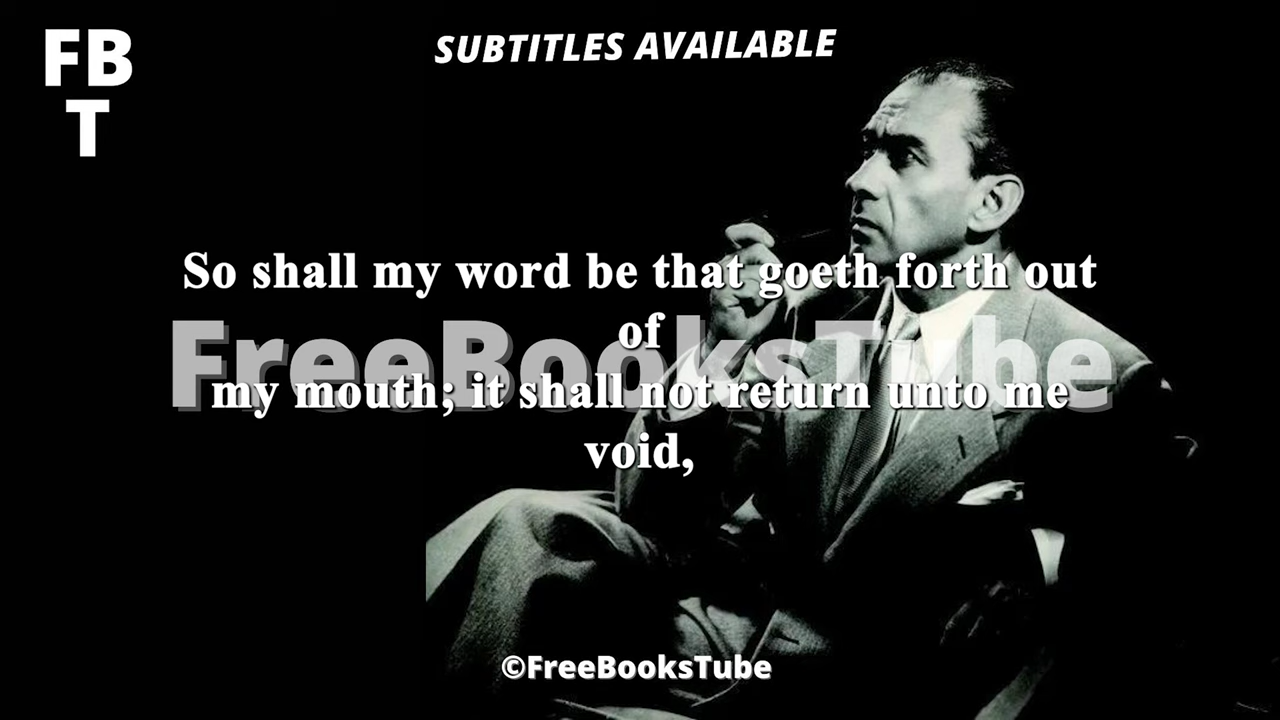 FB
T
SUBTITLES AVAILABLE
So shall my word be that goeth forth out
of
FreeBooksTube
my mouth; it shall not return unto me
void,
©FreeBooksTube